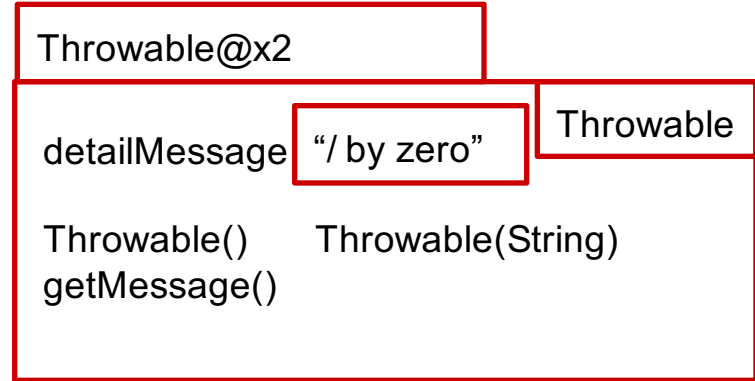 Throwable@x2
Throwable
detailMessage “/ by zero”
Throwable() Throwable(String)
getMessage()